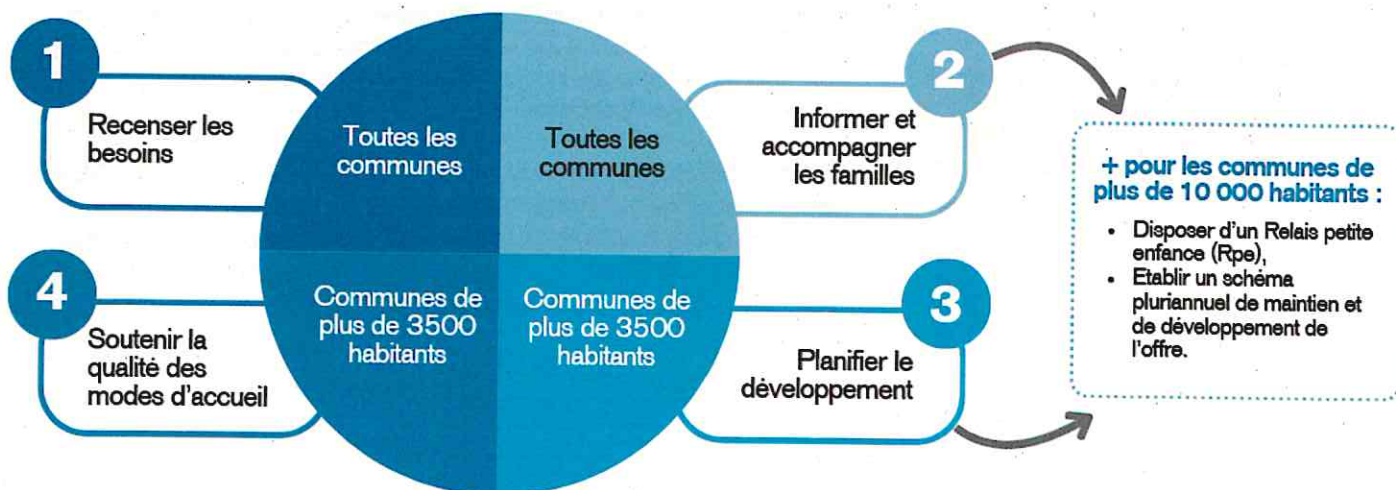 1
Recenser les
besoins
Toutes les
communes
Toutes les
communes
2
Informer et
accompagner
les familles
+ pour les communes de
plus de 10 000 habitants :
• Disposer d'un Relais petite
enfance (Rpe),
• Etablir un schéma
pluriannuel de maintien et
de développement de
l'offre.
4
Soutenir la
qualité des
modes d'accueil
Communes de
plus de 3500
habitants
Communes de
plus de 3500
habitants
3
Planifier le
développement